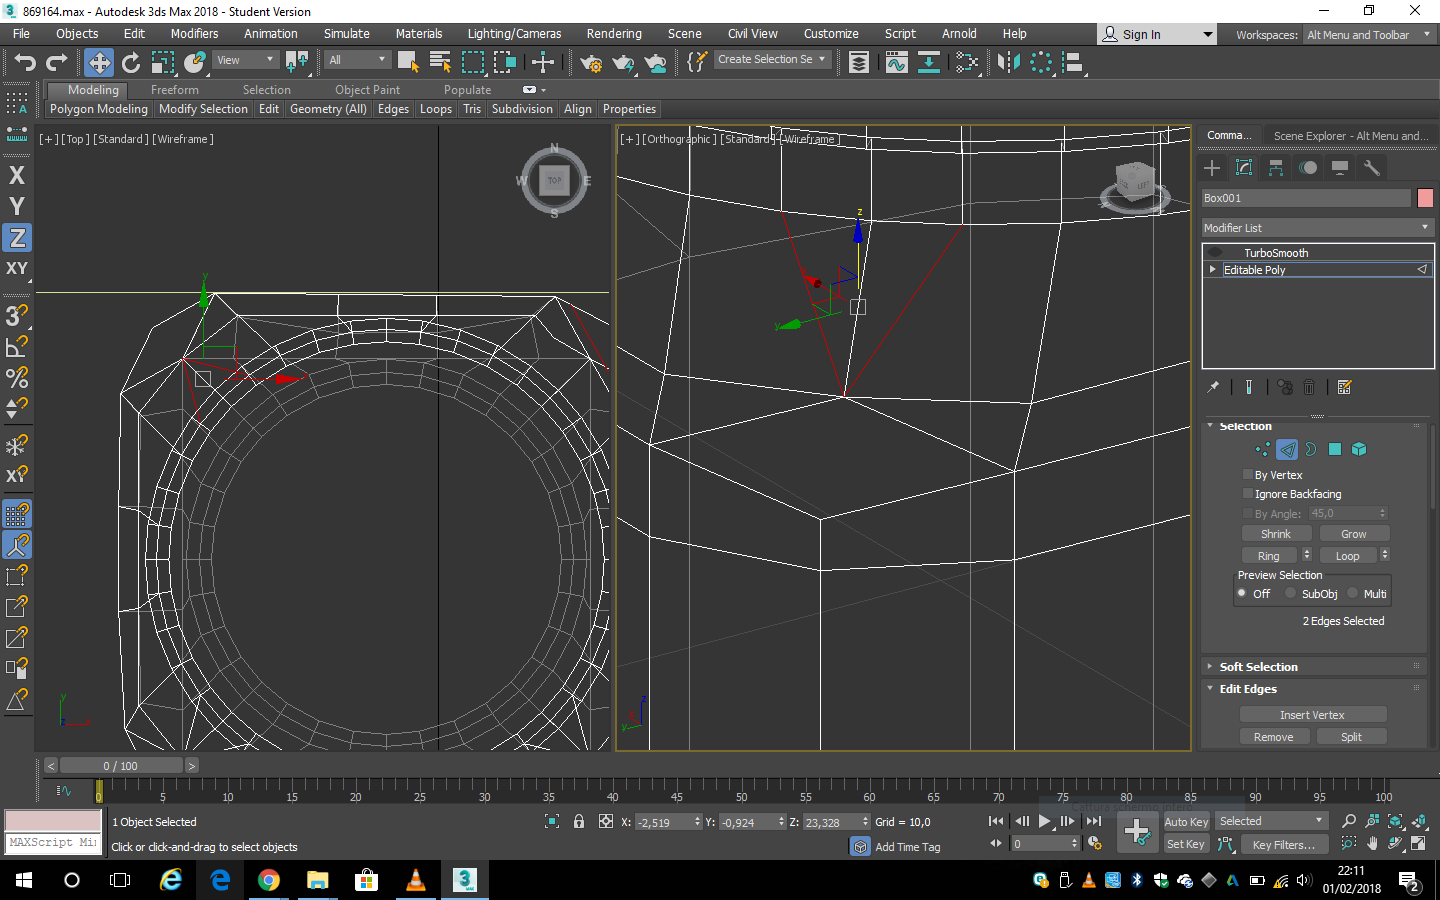 869164.max - Autodesk 3ds Max 2018 - Student Version
File Objects Edit Modifiers Animation Simulate Materials Lighting/Cameras Rendering Scene Civil View Customize Script Arnold Help Sign In Workspaces: Alt Menu and Toolbar
View All Create Selection Se
Modeling Freeform Selection Object Paint Populate
Polygon Modeling Modify Selection Edit Geometry (All) Edges Loops Tris Subdivision Align Properties
[+] [Top] [Standard] [Wireframe]
[+] [Orthographic] [Standard] [Wireframe]
Comma... Scene Explorer - Alt Menu and...
N
W TOP E
S
X
Y
Z
XY
3
%
XY
z
y
y
x
z
y
Box001
Modifier List
TurboSmooth
Editable Poly
Selection
By Vertex
Ignore Backfacing
By Angle: 45,0
Shrink Grow
Ring Loop
Preview Selection
Off SubObj Multi
2 Edges Selected
Soft Selection
Edit Edges
Insert Vertex
Remove Split
< 0 / 100 >
0 5 10 15 20 25 30 35 40 45 50 55 60 65 70 75 80 85 90 95 100
1 Object Selected X: -2,519 Y: -0,924 Z: 23,328 Grid = 10,0 Auto Key Selected
MAXScript Mi Click or click-and-drag to select objects Add Time Tag 0 Set Key Key Filters...
3
MAX
22:11
01/02/2018
2